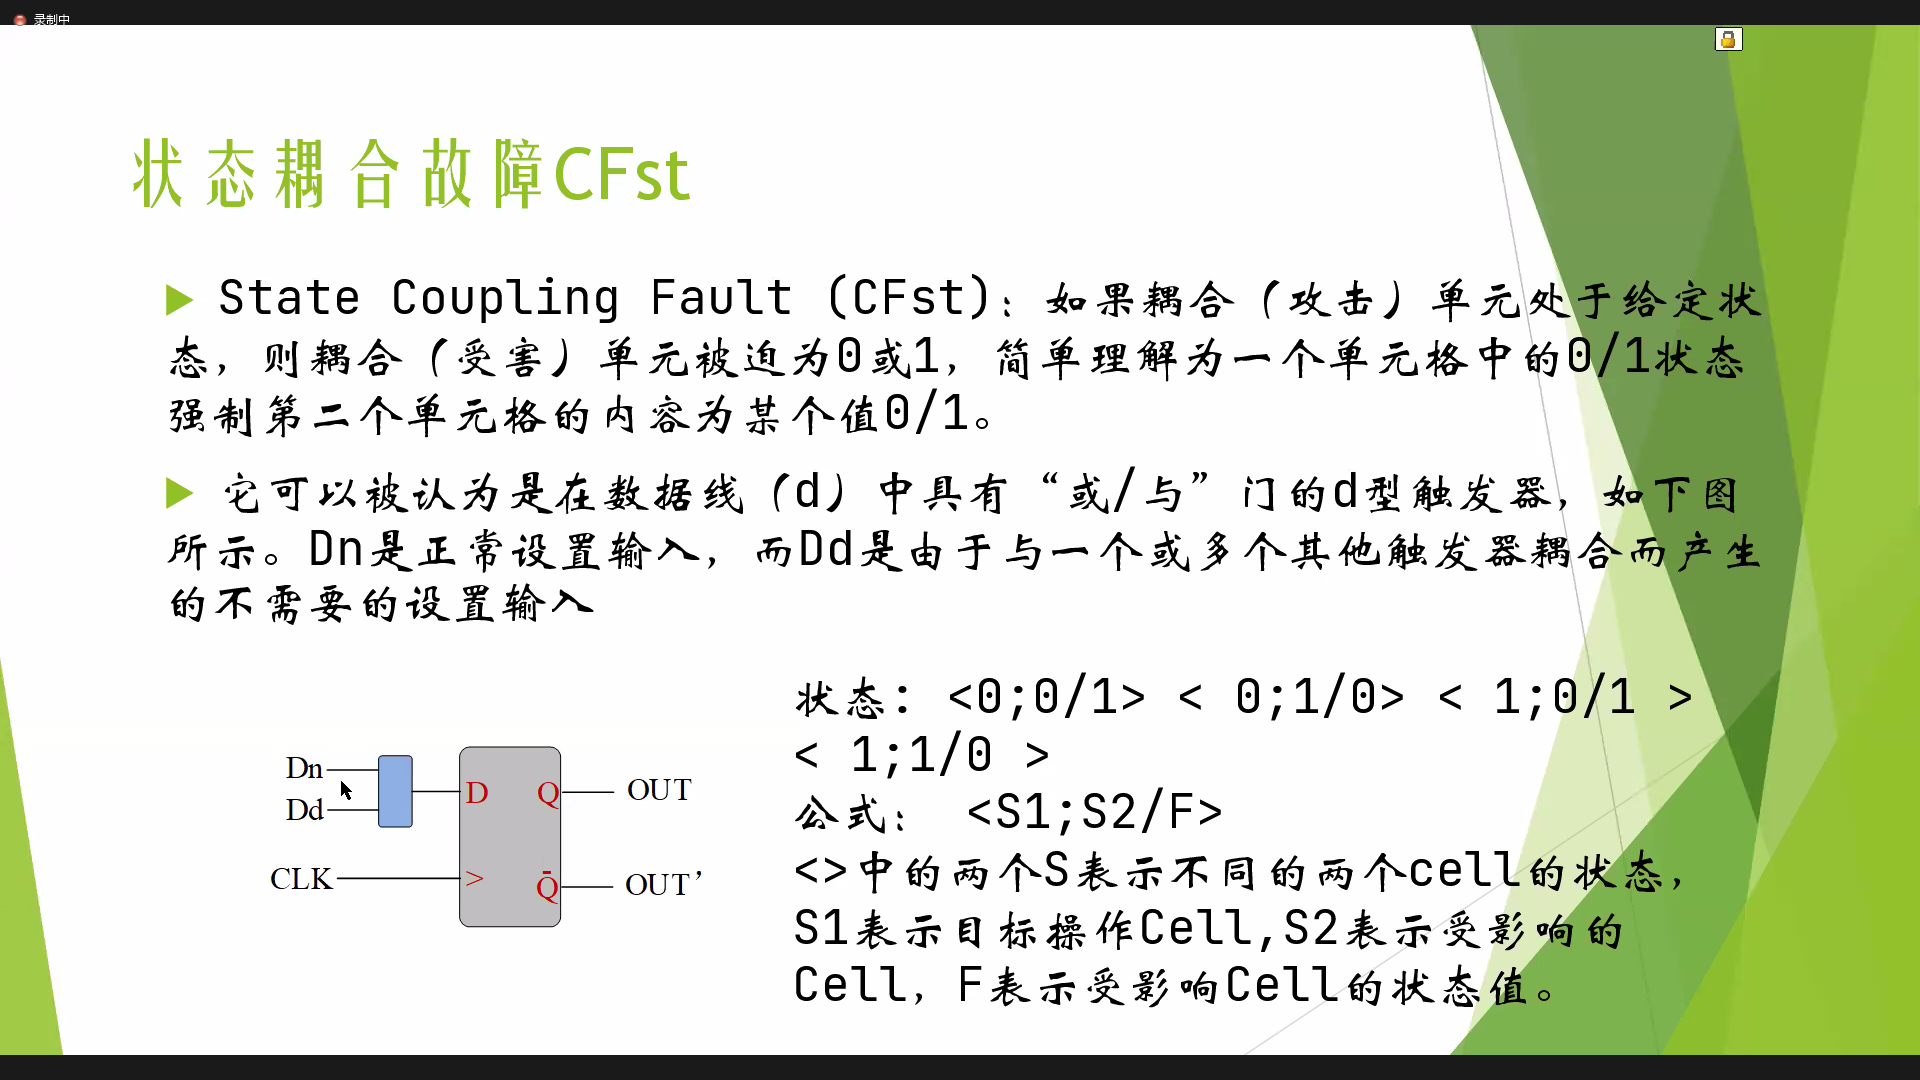 录制中
状态耦合故障CFst
State Coupling Fault (CFst)：如果耦合（攻击）单元处于给定状
态，则耦合（受害）单元被迫为0或1，简单理解为一个单元格中的0/1状态
强制第二个单元格的内容为某个值0/1。
它可以被认为是在数据线（d）中具有“或/与”门的d型触发器，如下图
所示。Dn是正常设置输入，而Dd是由于与一个或多个其他触发器耦合而产生
的不需要的设置输入
Dn
Dd
CLK
D
Q
>
Q̄
OUT
OUT’
状态: <0;0/1> < 0;1/0> < 1;0/1 >
< 1;1/0 >
公式： <S1;S2/F>
<>中的两个S表示不同的两个cell的状态，
S1表示目标操作Cell,S2表示受影响的
Cell，F表示受影响Cell的状态值。